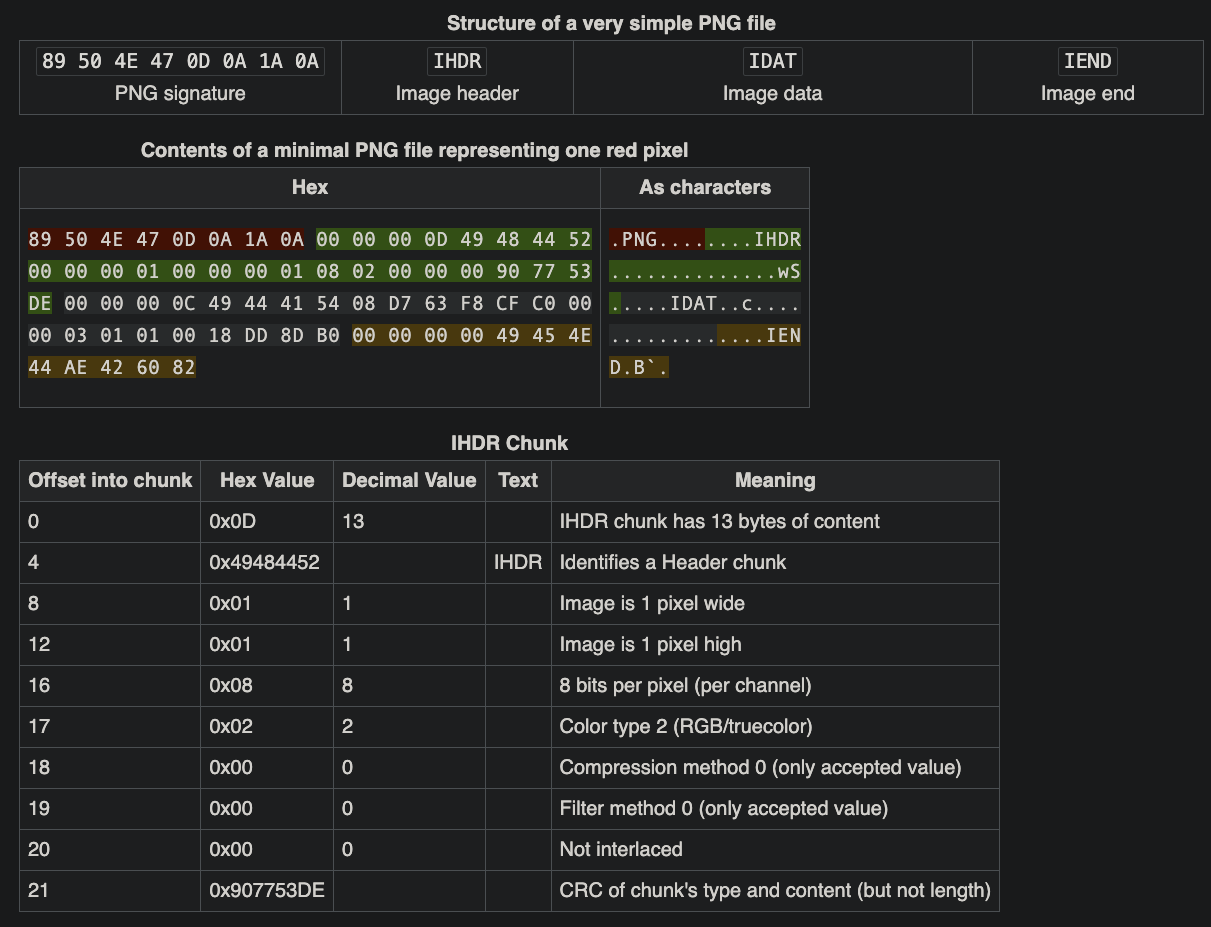 Structure of a very simple PNG file
89 50 4E 47 0D 0A 1A 0A IHDR IDAT IEND
PNG signature Image header Image data Image end
Contents of a minimal PNG file representing one red pixel
Hex As characters
89 50 4E 47 0D 0A 1A 0A 00 00 00 0D 49 48 44 52 .PNG........IHDR
00 00 00 01 00 00 00 01 08 02 00 00 00 90 77 53 ..............wS
DE 00 00 00 0C 49 44 41 54 08 D7 63 F8 CF C0 00 .....IDAT..c....
00 03 01 01 00 18 DD 8D B0 00 00 00 00 49 45 4E .............IEN
44 AE 42 60 82 D.B`.
IHDR Chunk
Offset into chunk Hex Value Decimal Value Text Meaning
0 0x0D 13 IHDR chunk has 13 bytes of content
4 0x49484452 IHDR Identifies a Header chunk
8 0x01 1 Image is 1 pixel wide
12 0x01 1 Image is 1 pixel high
16 0x08 8 8 bits per pixel (per channel)
17 0x02 2 Color type 2 (RGB/truecolor)
18 0x00 0 Compression method 0 (only accepted value)
19 0x00 0 Filter method 0 (only accepted value)
20 0x00 0 Not interlaced
21 0x907753DE CRC of chunk's type and content (but not length)